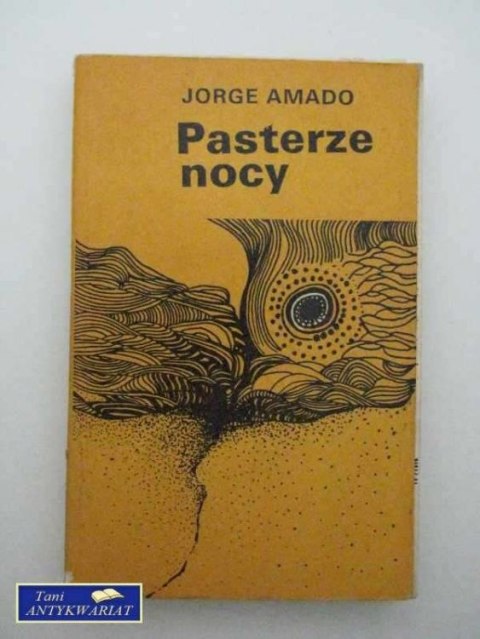 JORGE AMADO
Pasterze
nocy
Tani
ANTYKWARIAT